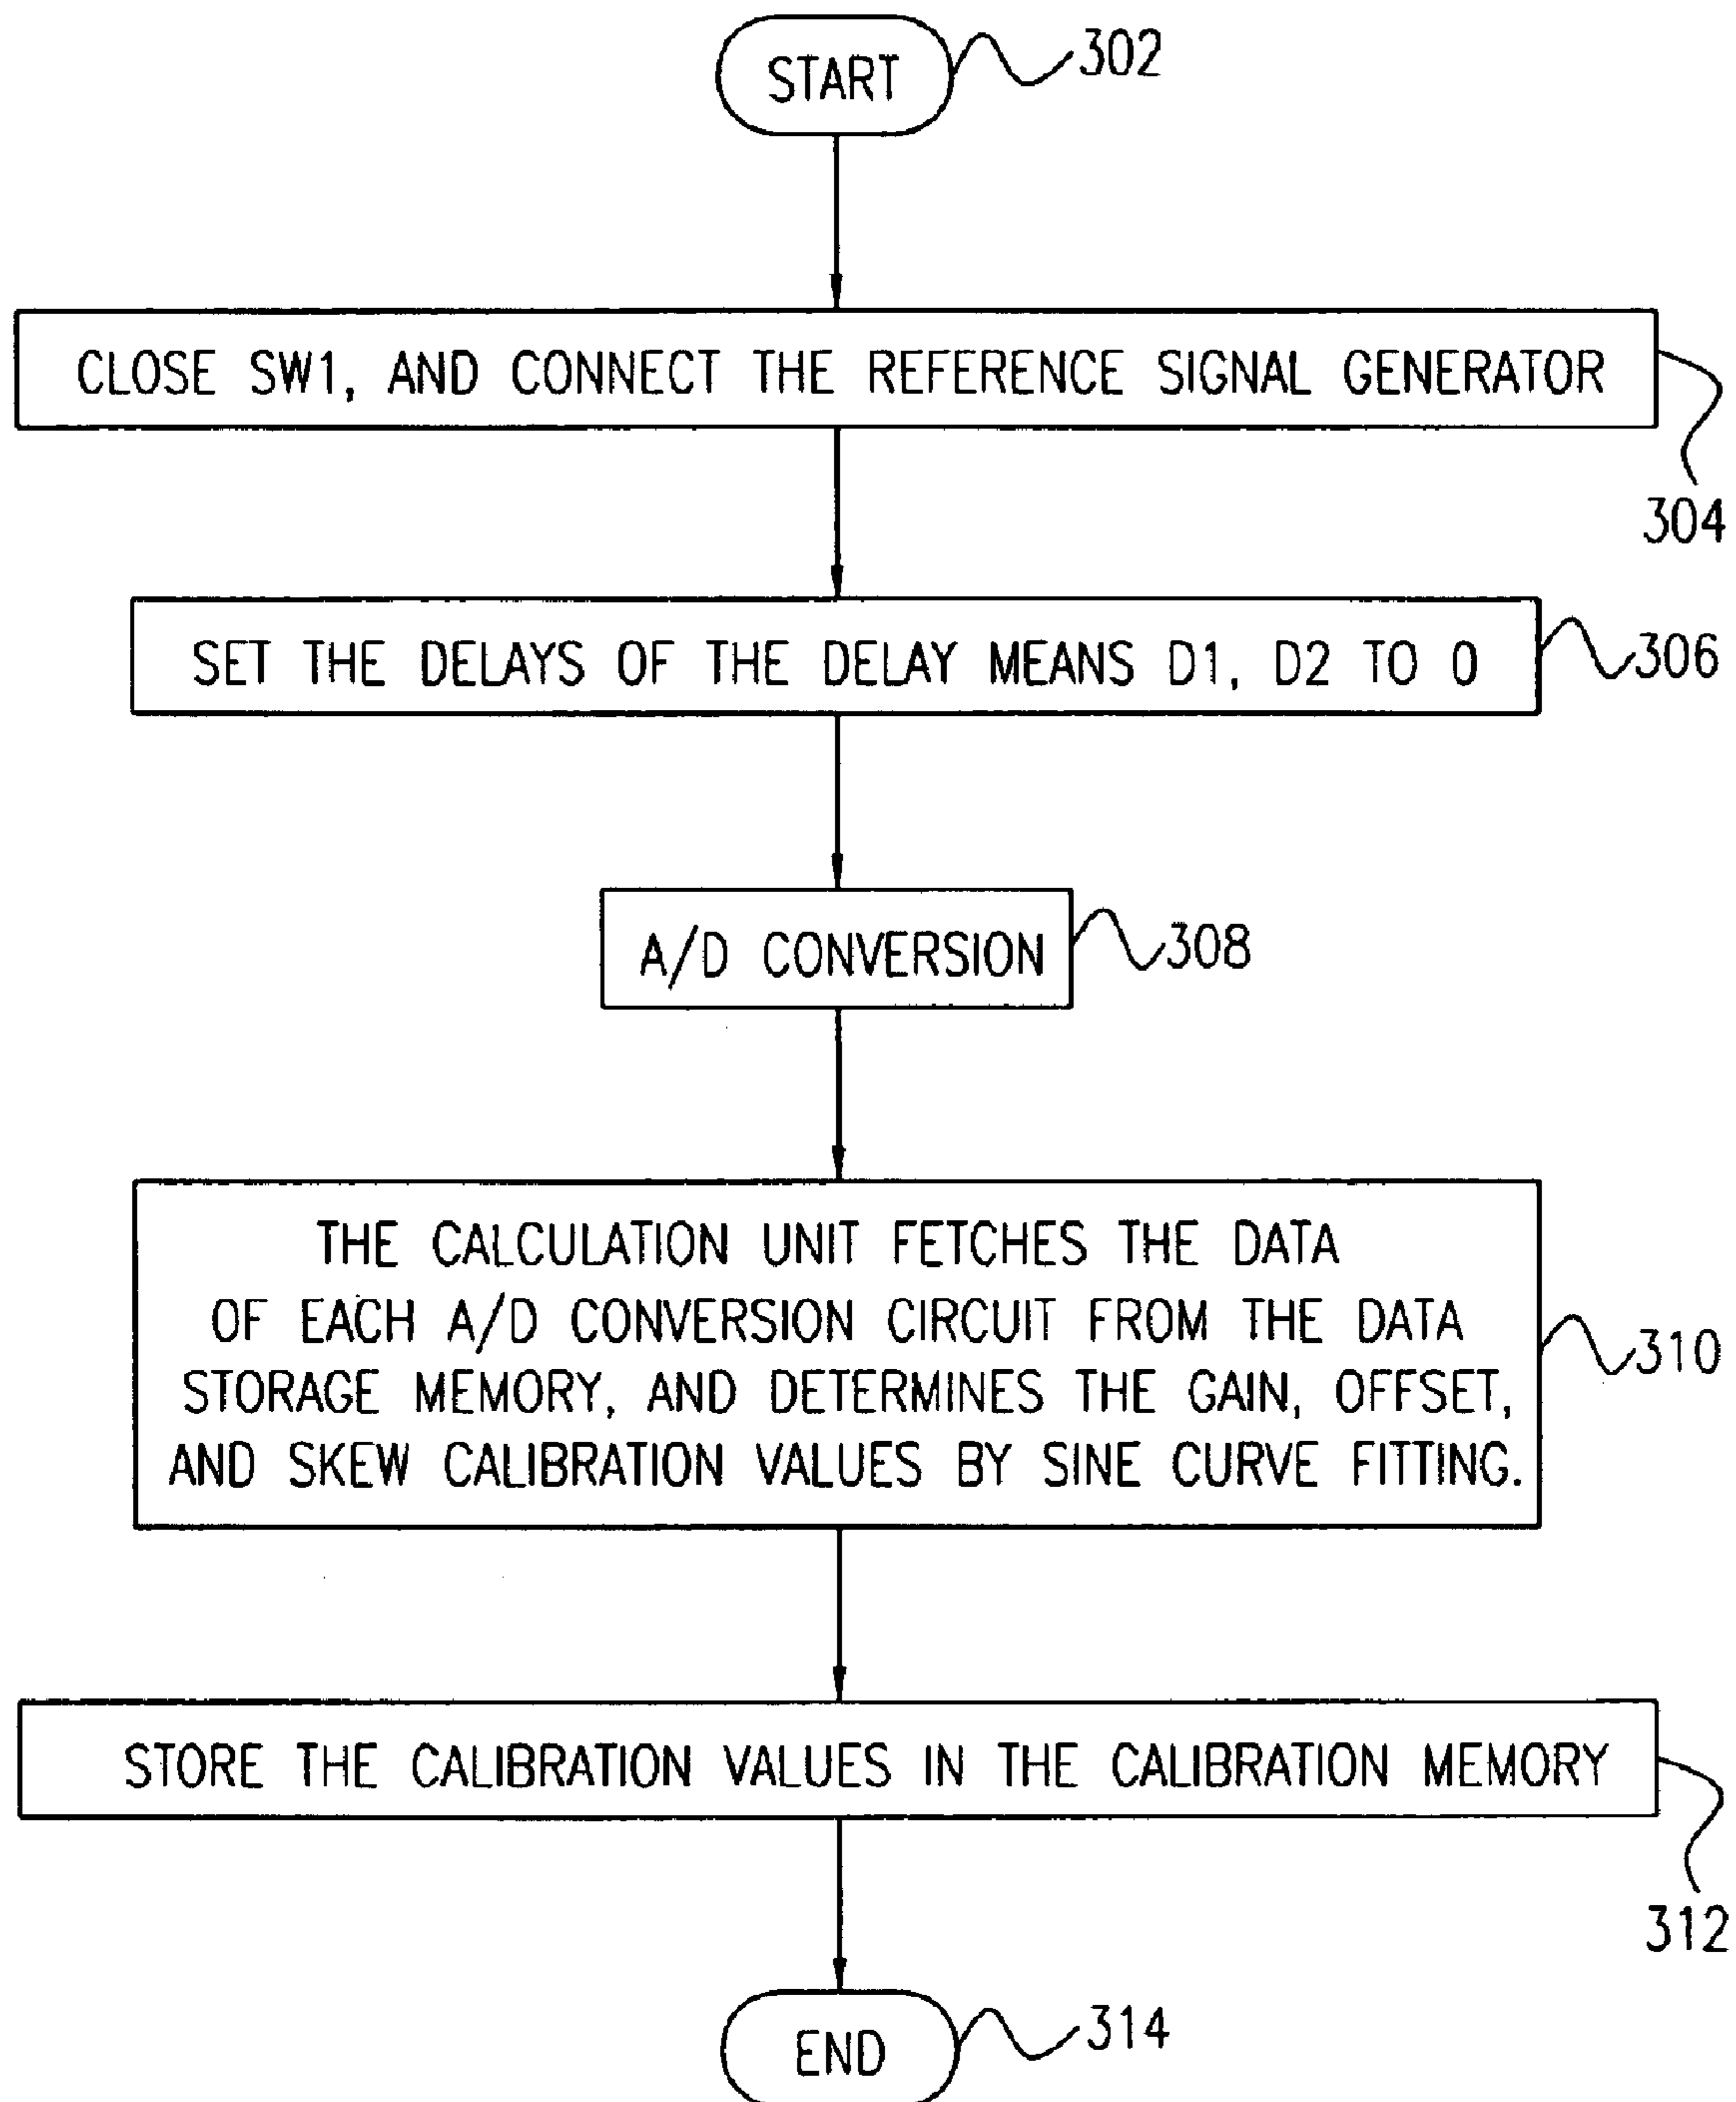 START
302
CLOSE SW1, AND CONNECT THE REFERENCE SIGNAL GENERATOR
304
SET THE DELAYS OF THE DELAY MEANS D1, D2 TO 0
306
A/D CONVERSION
308
THE CALCULATION UNIT FETCHES THE DATA
OF EACH A/D CONVERSION CIRCUIT FROM THE DATA
STORAGE MEMORY, AND DETERMINES THE GAIN, OFFSET,
AND SKEW CALIBRATION VALUES BY SINE CURVE FITTING.
310
STORE THE CALIBRATION VALUES IN THE CALIBRATION MEMORY
312
END
314